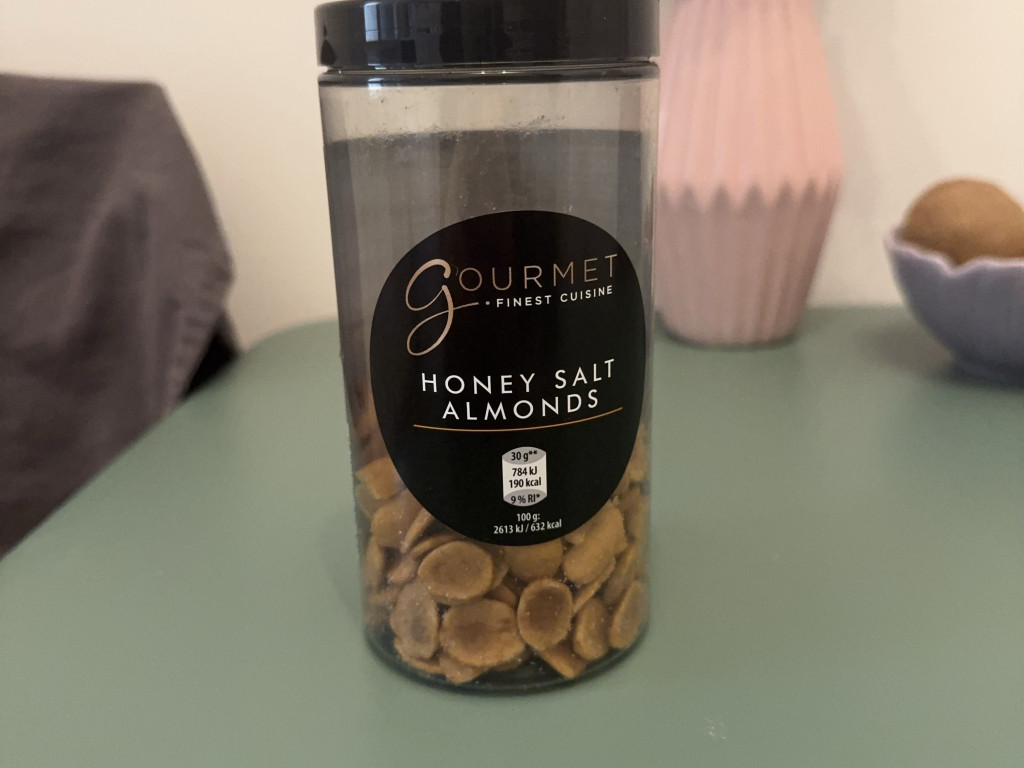 gOURMET
• FINEST CUISINE
HONEY SALT
ALMONDS
30 g**
784 kJ
190 kcal
9 % RI*
100 g:
2613 kJ / 632 kcal